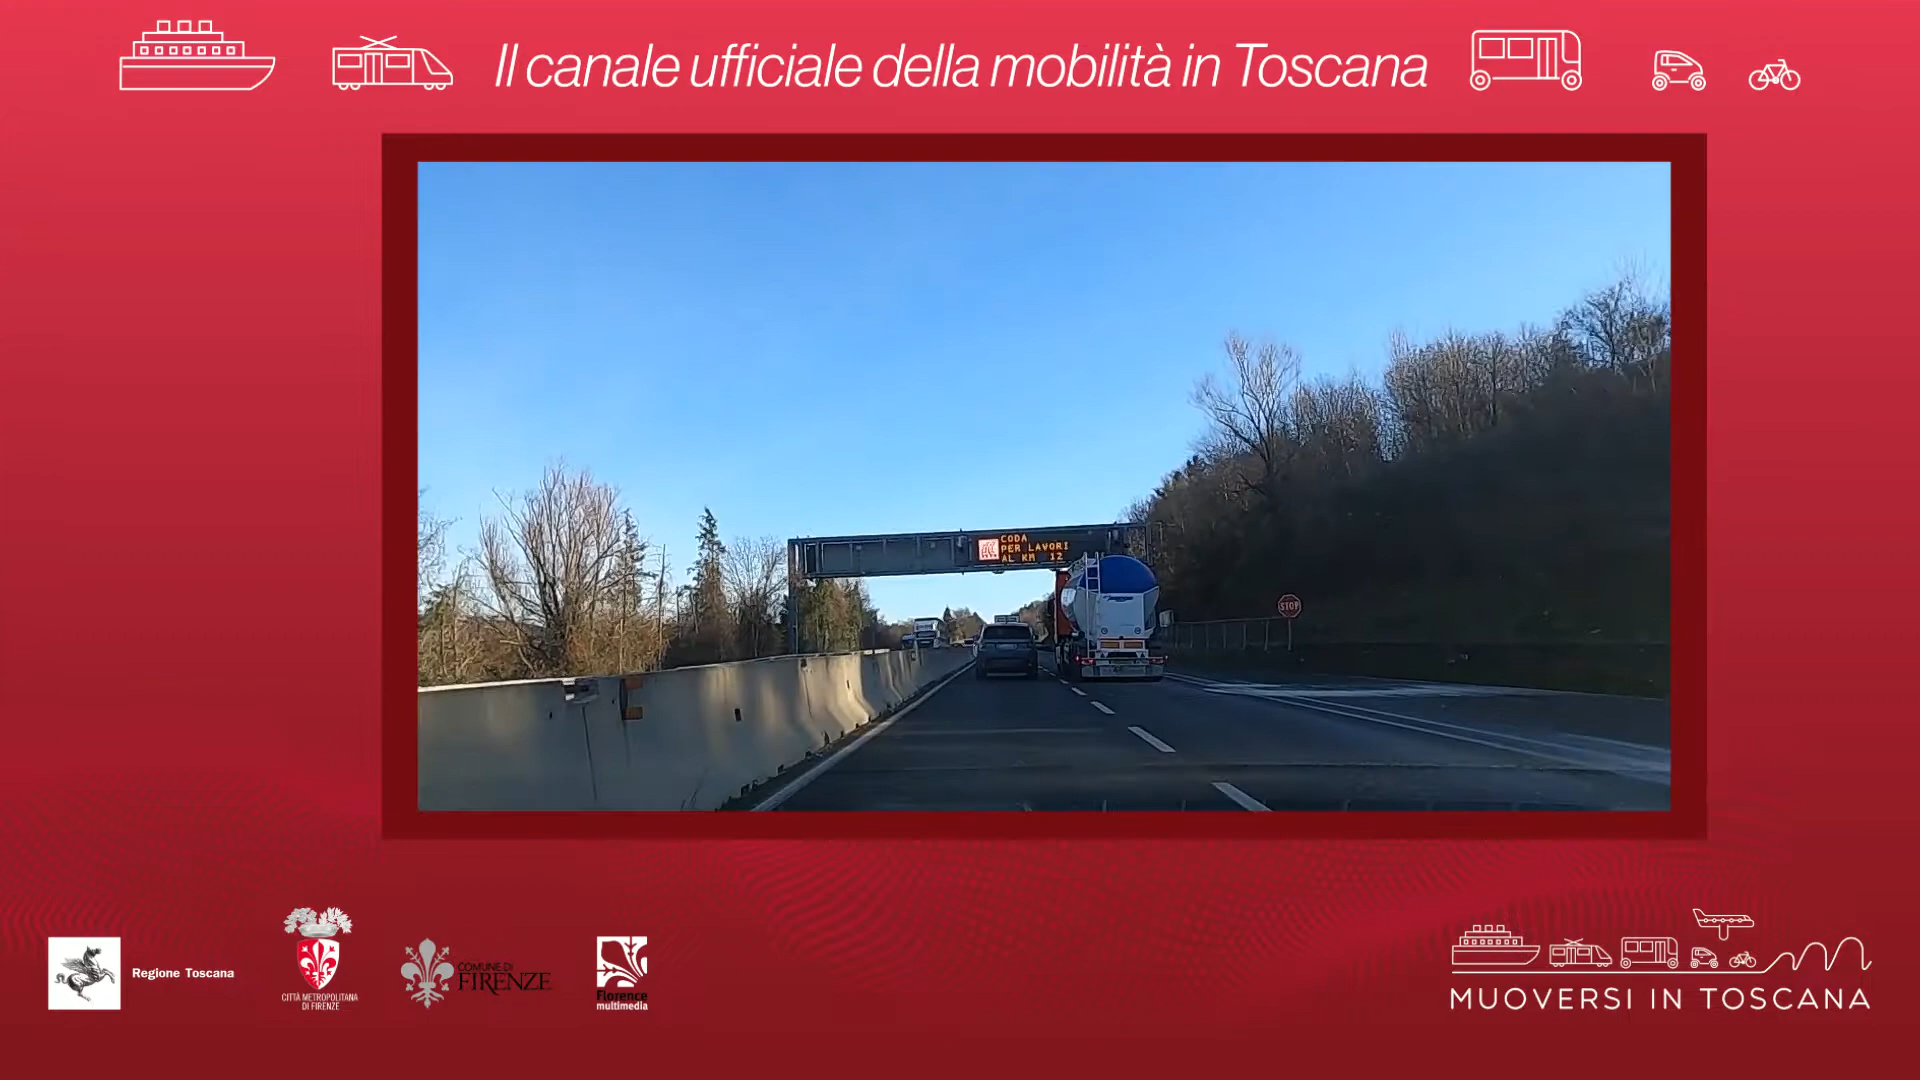 Il canale ufficiale della mobilità in Toscana
CODA
PER LAVORI
AL KM 12
STOP
Regione Toscana
CITTÀ METROPOLITANA
DI FIRENZE
COMUNE DI
FIRENZE
Florence
multimedia
MUOVERSI IN TOSCANA